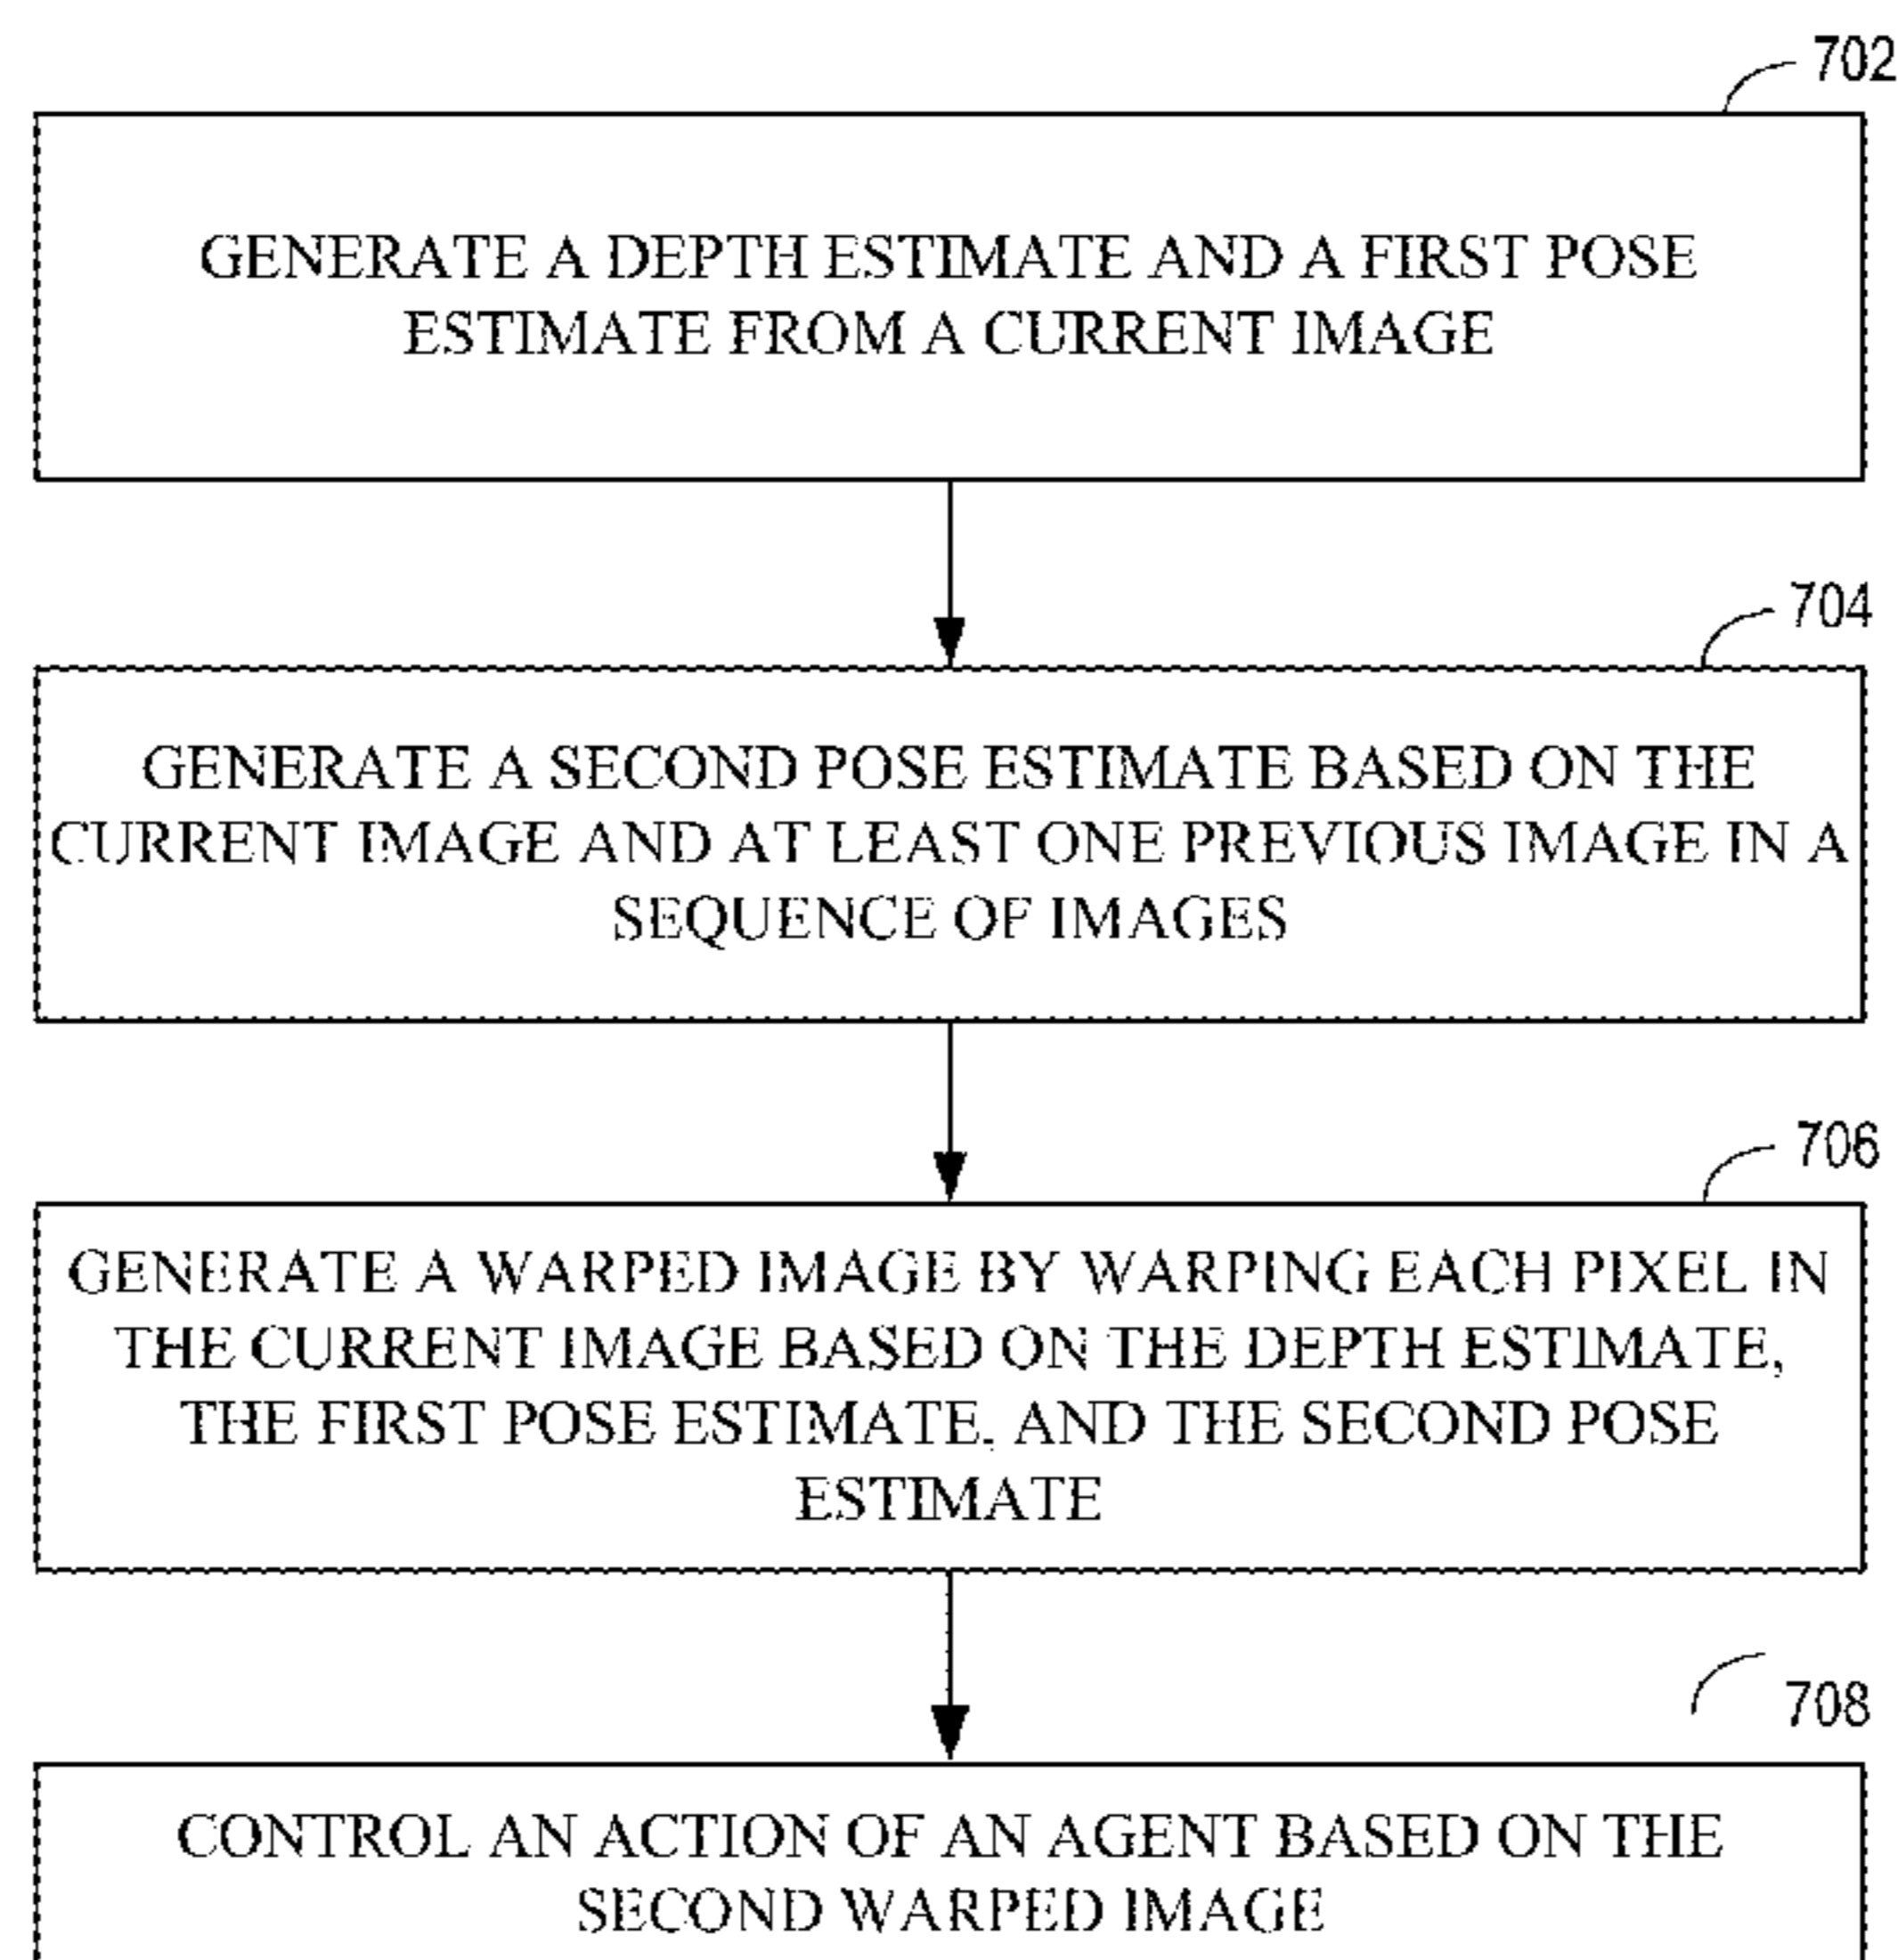 702
GENERATE A DEPTH ESTIMATE AND A FIRST POSE
ESTIMATE FROM A CURRENT IMAGE
704
GENERATE A SECOND POSE ESTIMATE BASED ON THE
CURRENT IMAGE AND AT LEAST ONE PREVIOUS IMAGE IN A
SEQUENCE OF IMAGES
706
GENERATE A WARPED IMAGE BY WARPING EACH PIXEL IN
THE CURRENT IMAGE BASED ON THE DEPTH ESTIMATE,
THE FIRST POSE ESTIMATE, AND THE SECOND POSE
ESTIMATE
708
CONTROL AN ACTION OF AN AGENT BASED ON THE
SECOND WARPED IMAGE